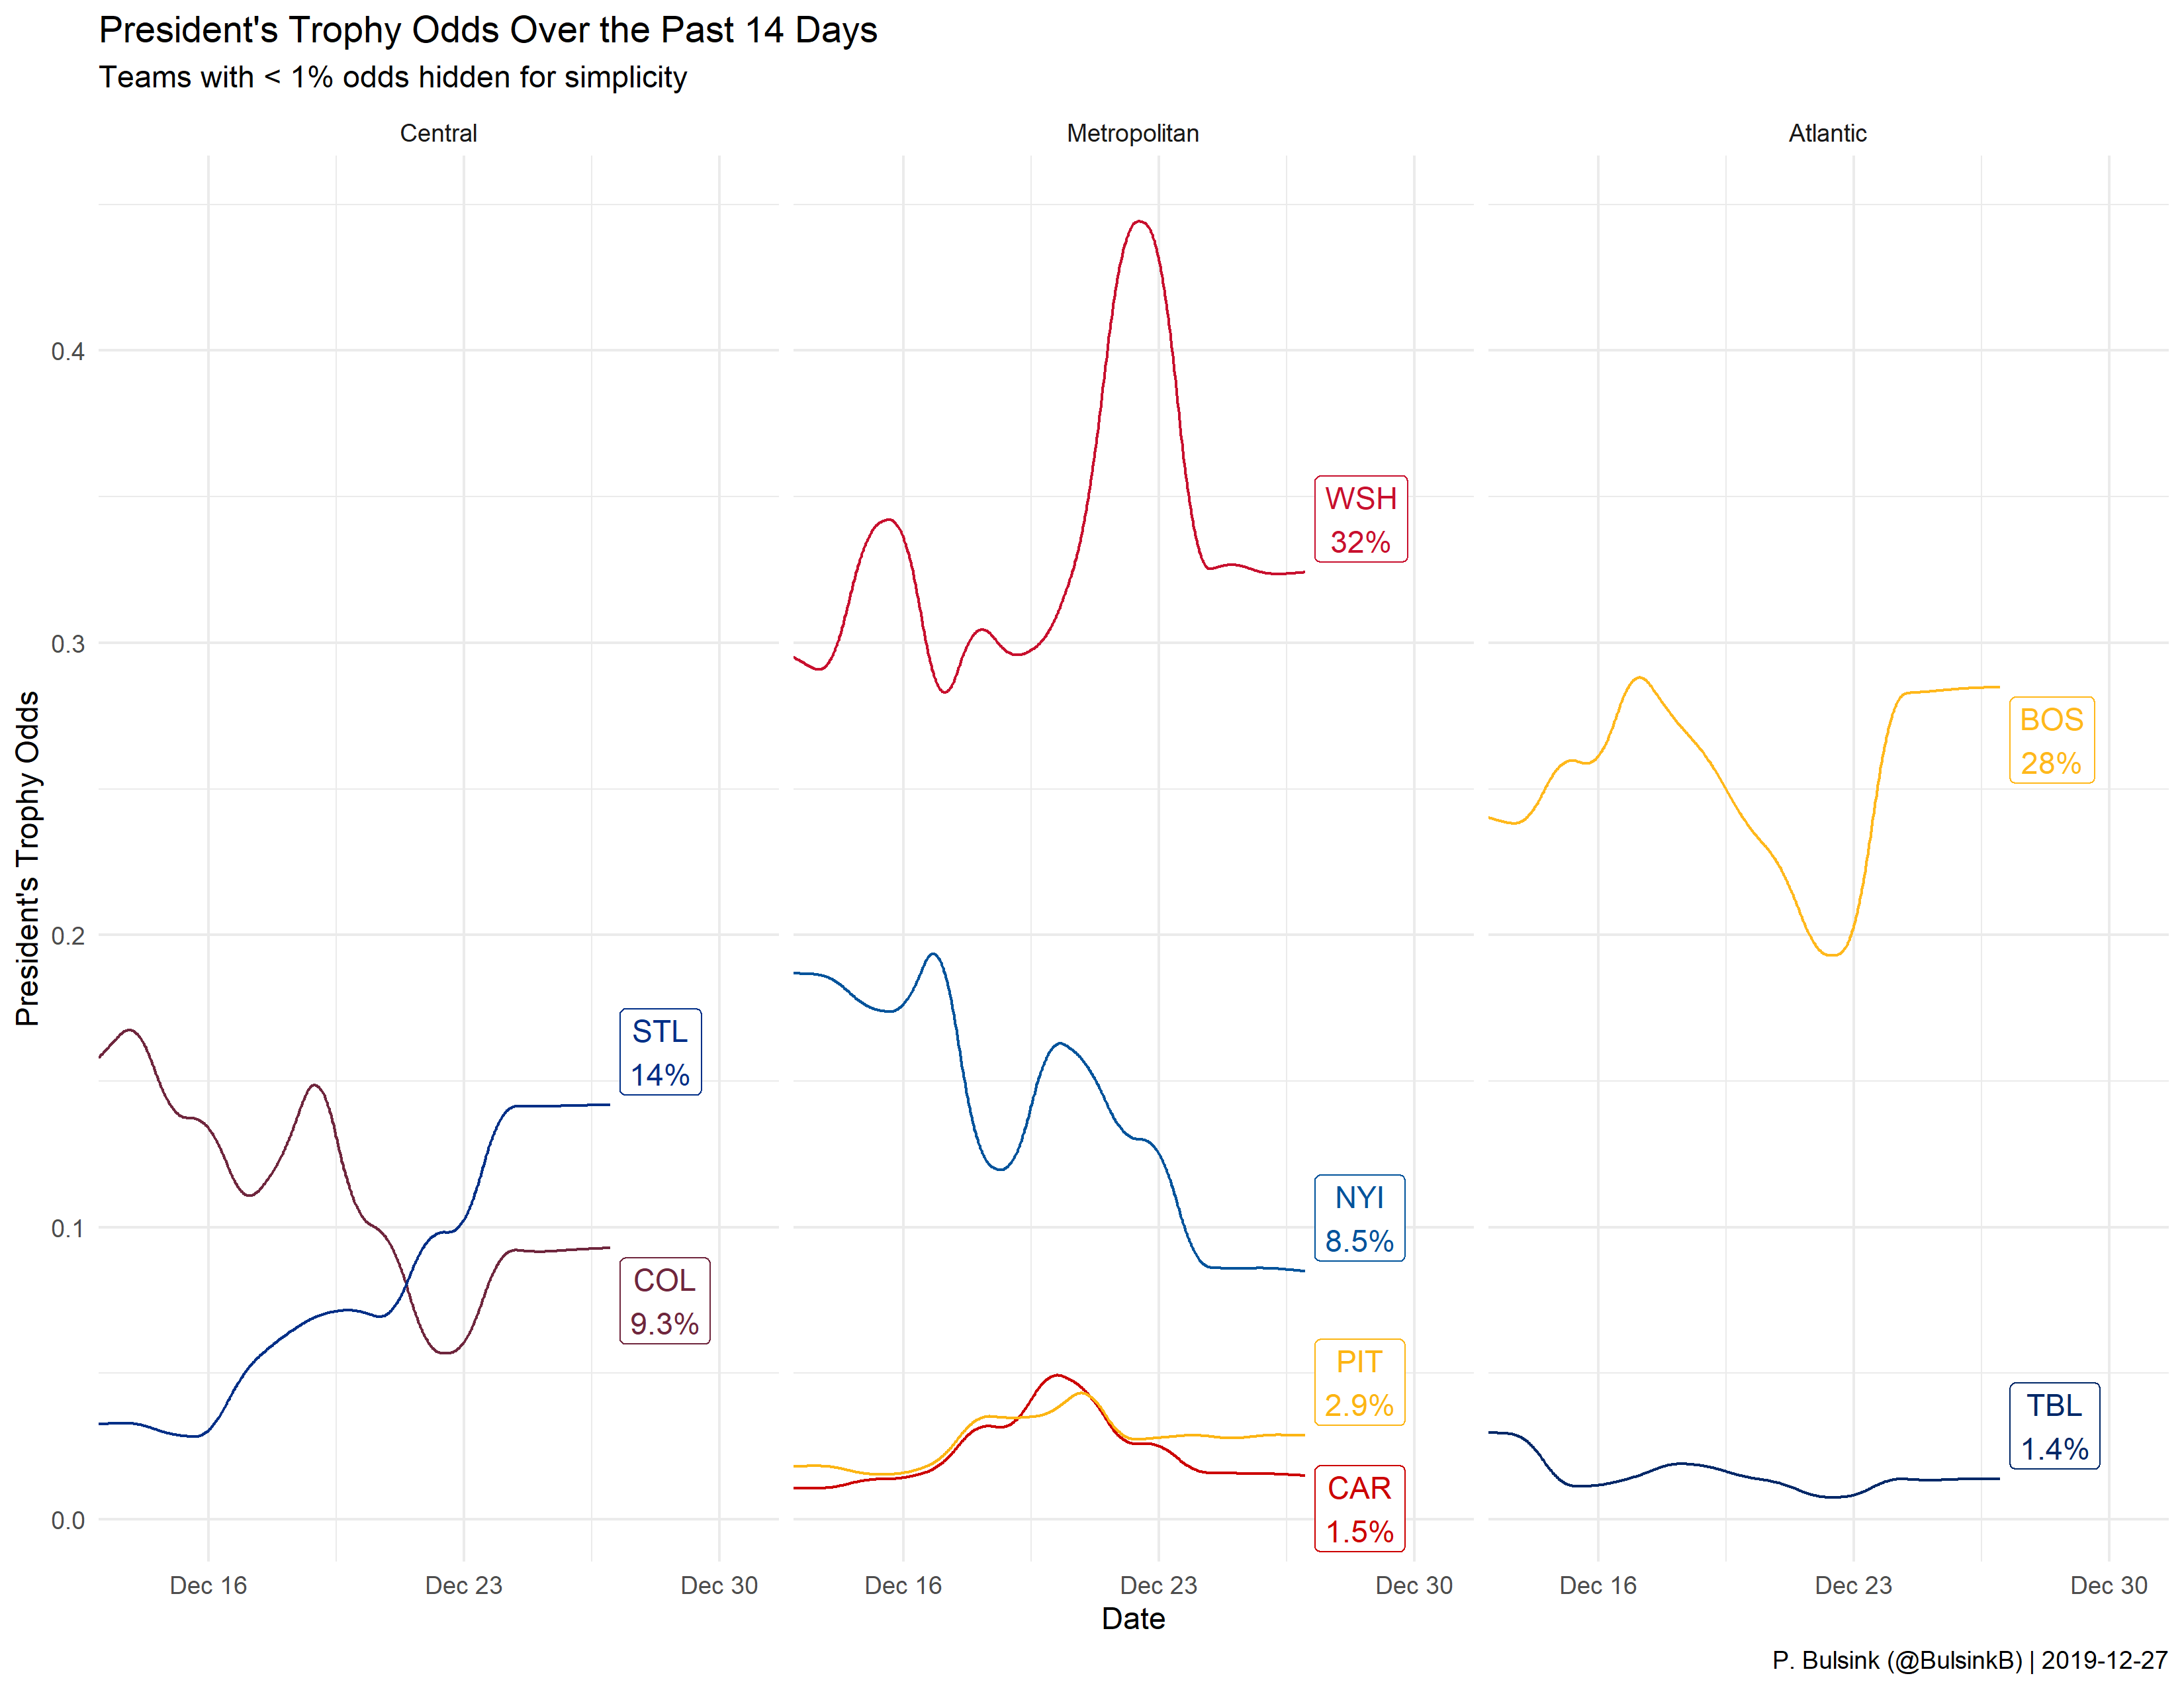 President's Trophy Odds Over the Past 14 Days
Teams with < 1% odds hidden for simplicity
Central
Metropolitan
Atlantic
President's Trophy Odds
0.4
0.3
0.2
0.1
0.0
STL
14%
COL
9.3%
WSH
32%
NYI
8.5%
PIT
2.9%
CAR
1.5%
BOS
28%
TBL
1.4%
Dec 16
Dec 23
Dec 30
Dec 16
Dec 23
Dec 30
Dec 16
Dec 23
Dec 30
Date
P. Bulsink (@BulsinkB) | 2019-12-27